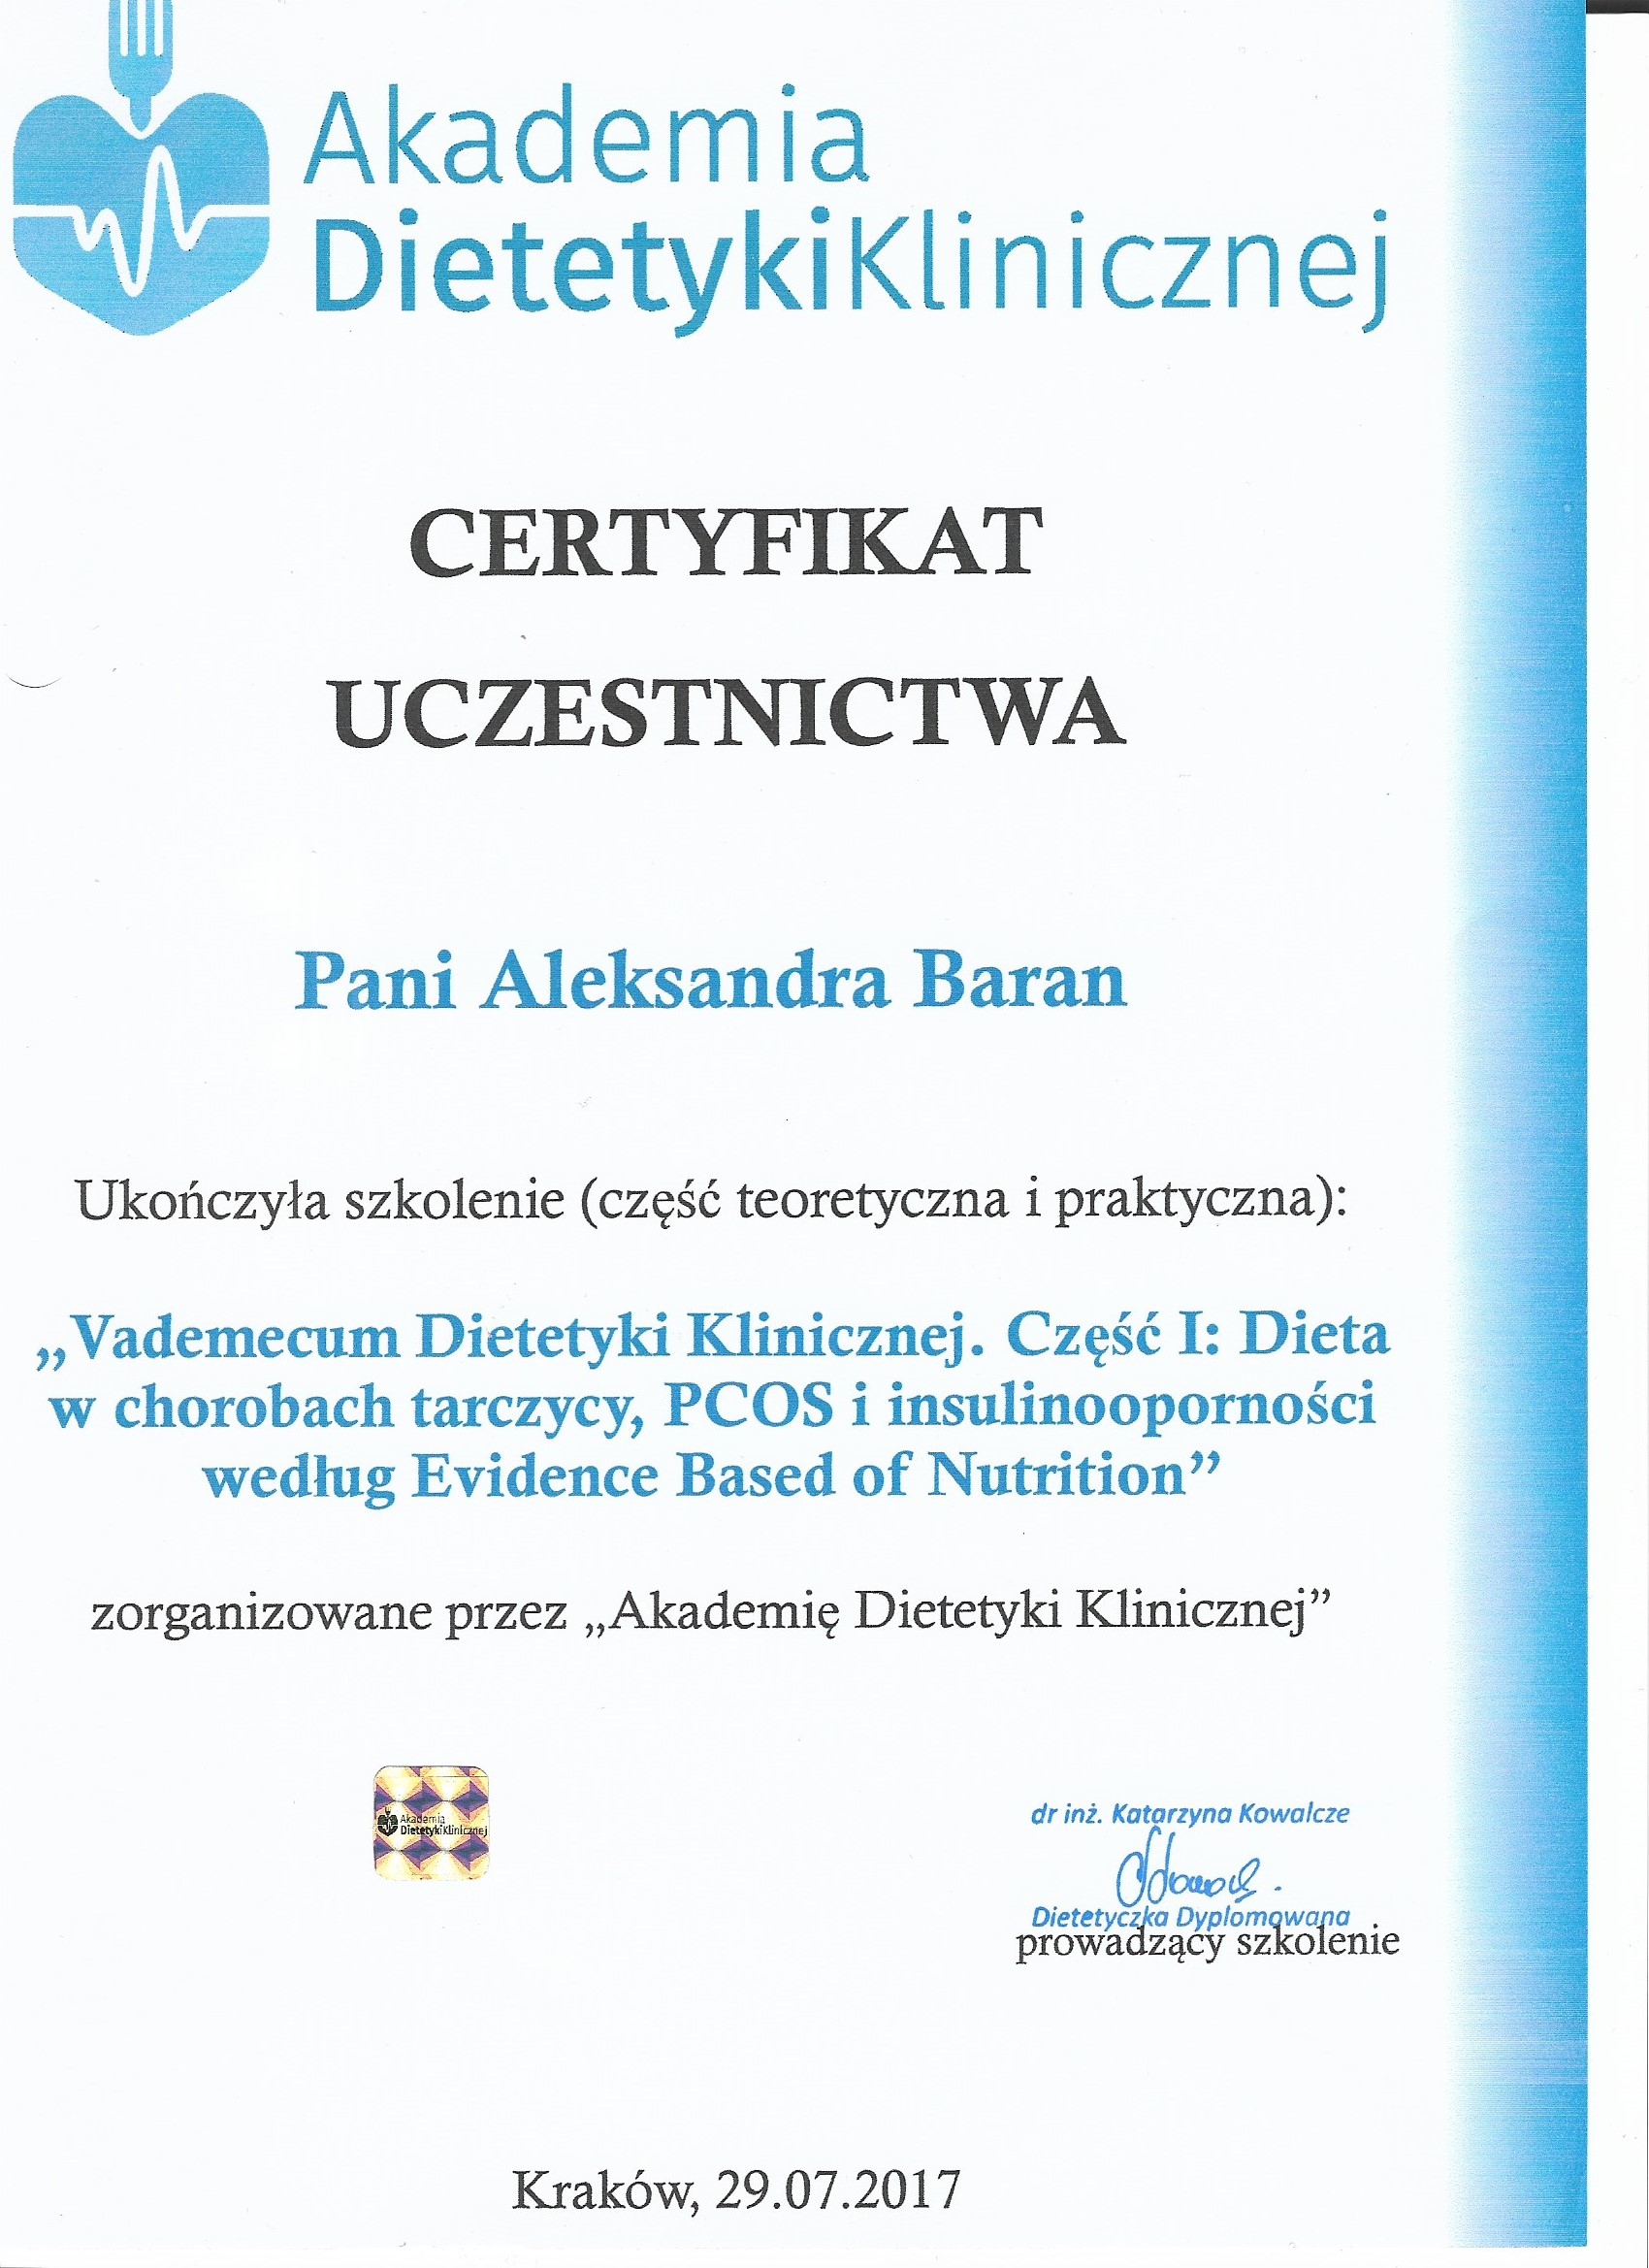 Akademia
DietetykiKlinicznej
CERTYFIKAT
UCZESTNICTWA
Pani Aleksandra Baran
Ukończyła szkolenie (część teoretyczna i praktyczna):
„Vademecum Dietetyki Klinicznej. Część I: Dieta
w chorobach tarczycy, PCOS i insulinooporności
według Evidence Based of Nutrition”
zorganizowane przez „Akademię Dietetyki Klinicznej”
Akademia
DietetykiKlinicznej
dr inż. Katarzyna Kowalcze
Dietetyczka Dyplomowana
prowadzący szkolenie
Kraków, 29.07.2017